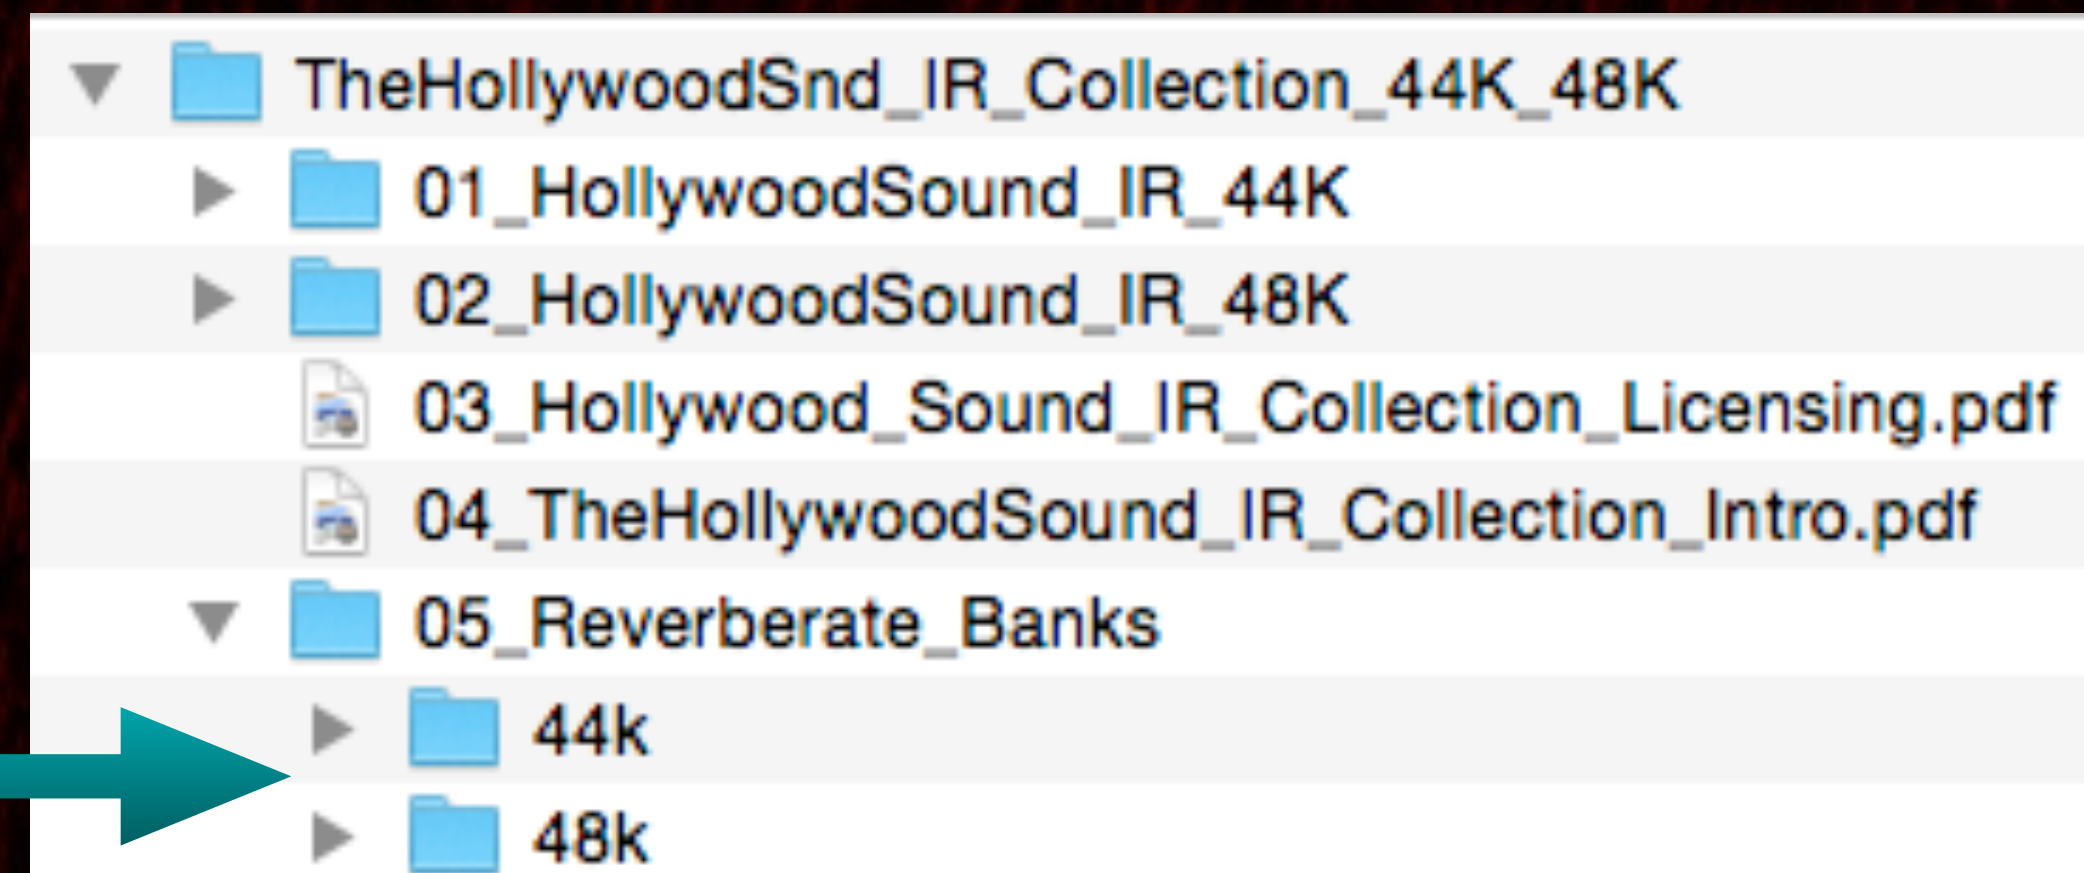 TheHollywoodSnd_IR_Collection_44K_48K
01_HollywoodSound_IR_44K
02_HollywoodSound_IR_48K
03_Hollywood_Sound_IR_Collection_Licensing.pdf
04_TheHollywoodSound_IR_Collection_Intro.pdf
05_Reverberate_Banks
44k
48k